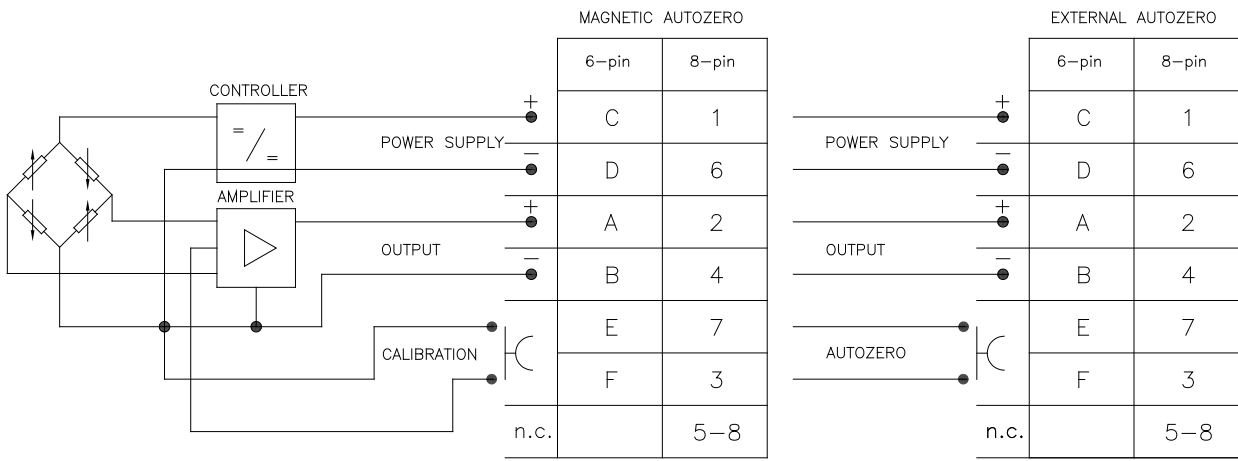 MAGNETIC AUTOZERO
6-pin 8-pin
CONTROLLER
= / =
POWER SUPPLY
+ C 1
− D 6
AMPLIFIER
OUTPUT
+ A 2
− B 4
CALIBRATION
E 7
F 3
n.c. 5-8
EXTERNAL AUTOZERO
6-pin 8-pin
POWER SUPPLY
+ C 1
− D 6
OUTPUT
+ A 2
− B 4
AUTOZERO
E 7
F 3
n.c. 5-8